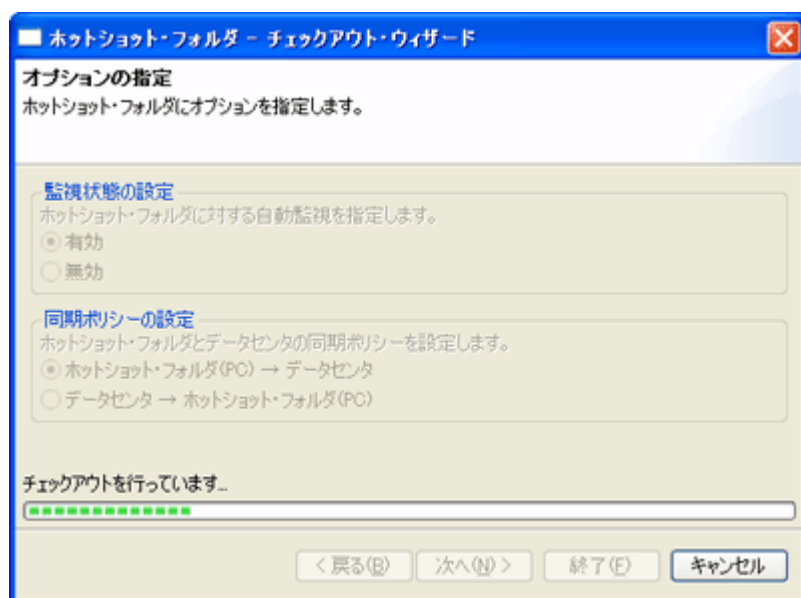 ホットショット・フォルダ - チェックアウト・ウィザード
オプションの指定
ホットショット・フォルダにオプションを指定します。
監視状態の設定
ホットショット・フォルダに対する自動監視を指定します。
有効
無効
同期ポリシーの設定
ホットショット・フォルダとデータセンタの同期ポリシーを設定します。
ホットショット・フォルダ(PC) → データセンタ
データセンタ → ホットショット・フォルダ(PC)
チェックアウトを行っています...
< 戻る(B) 次へ(N) > 終了(F) キャンセル